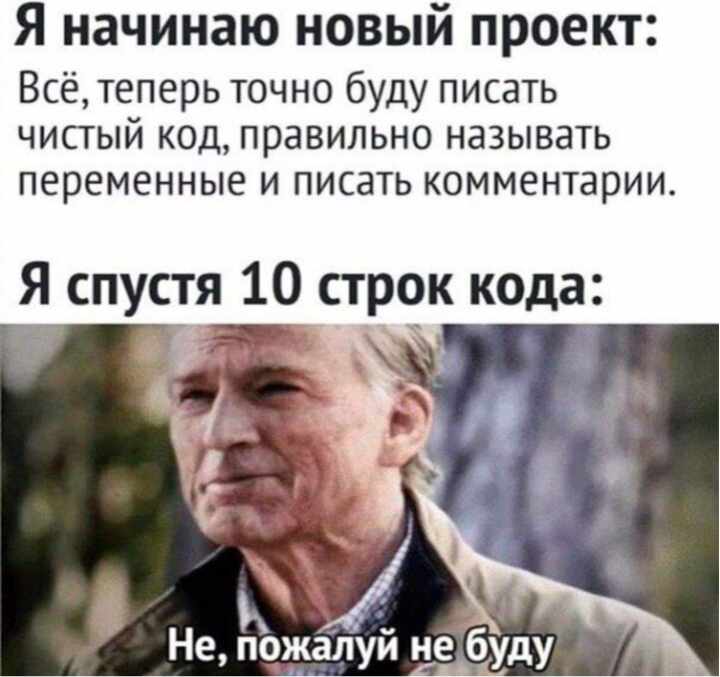 Я начинаю новый проект:
Всё, теперь точно буду писать
чистый код, правильно называть
переменные и писать комментарии.
Я спустя 10 строк кода:
Не, пожалуй не буду